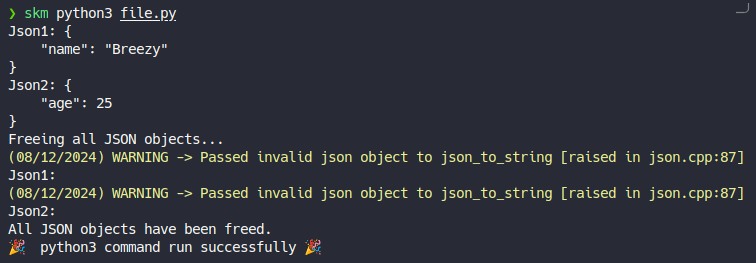 ❯ skm python3 file.py
Json1: {
    "name": "Breezy"
}
Json2: {
    "age": 25
}
Freeing all JSON objects...
(08/12/2024) WARNING -> Passed invalid json object to json_to_string [raised in json.cpp:87]
Json1:
(08/12/2024) WARNING -> Passed invalid json object to json_to_string [raised in json.cpp:87]
Json2:
All JSON objects have been freed.
🎉  python3 command run successfully 🎉